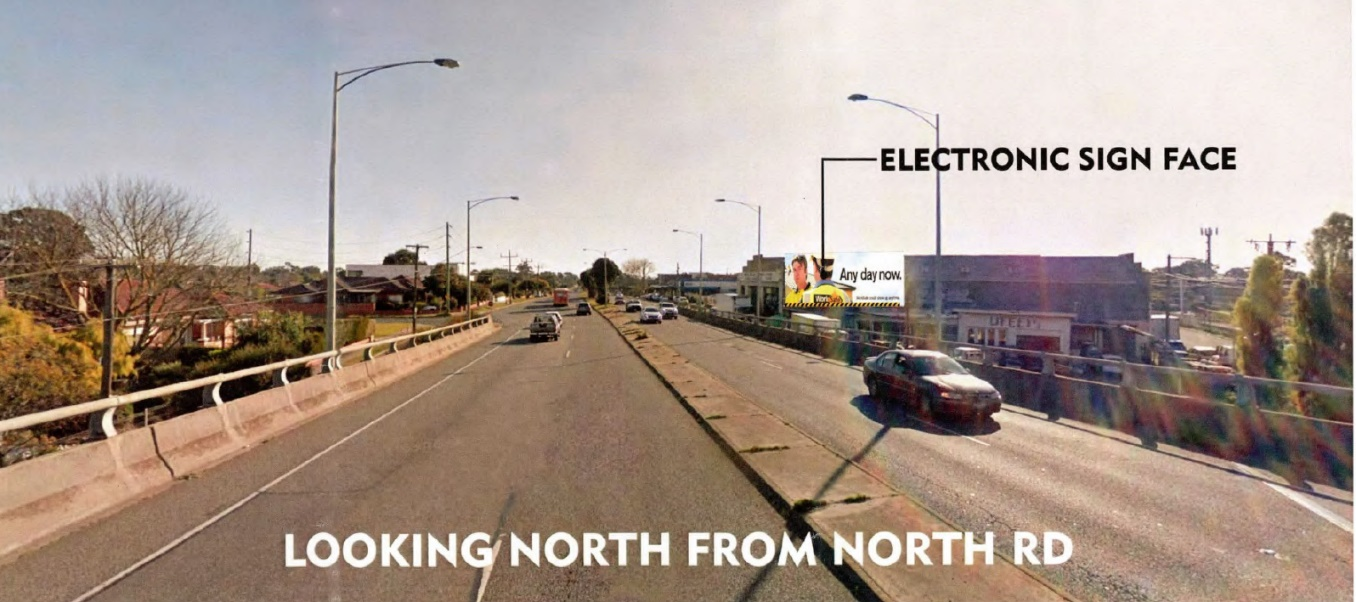 ELECTRONIC SIGN FACE
Any day now.
LOOKING NORTH FROM NORTH RD